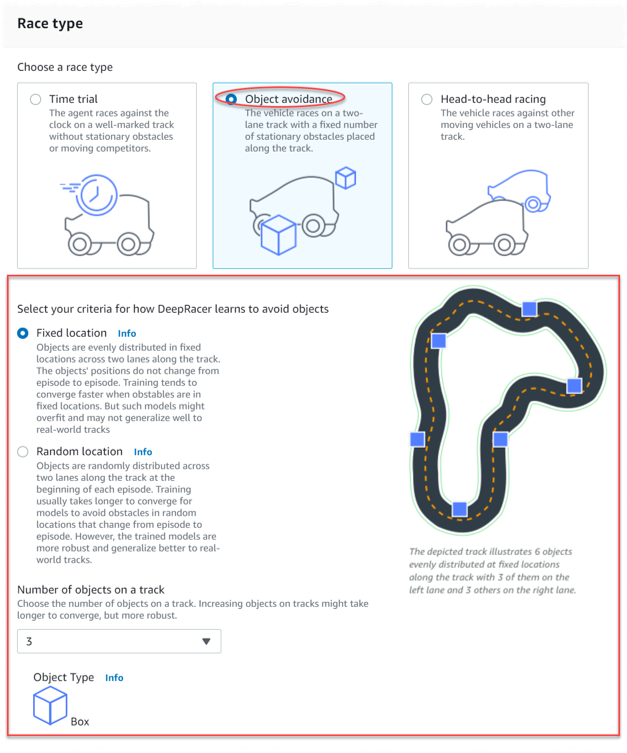 Race type
Choose a race type
Time trial
The agent races against the
clock on a well-marked track
without stationary obstacles
or moving competitors.
Object avoidance
The vehicle races on a two-
lane track with a fixed number
of stationary obstacles placed
along the track.
Head-to-head racing
The vehicle races against other
moving vehicles on a two-lane
track.
Select your criteria for how DeepRacer learns to avoid objects
Fixed location Info
Objects are evenly distributed in fixed
locations across two lanes along the track.
The objects' positions do not change from
episode to episode. Training tends to
converge faster when obstables are in
fixed locations. But such models might
overfit and may not generalize well to
real-world tracks
Random location Info
Objects are randomly distributed across
two lanes along the track at the
beginning of each episode. Training
usually takes longer to converge for
models to avoid obstacles in random
locations that change from episode to
episode. However, the trained models are
more robust and generalize better to real-
world tracks.
The depicted track illustrates 6 objects
evenly distributed at fixed locations
along the track with 3 of them on the
left lane and 3 others on the right lane.
Number of objects on a track
Choose the number of objects on a track. Increasing objects on tracks might take
longer to converge, but more robust.
3
Object Type Info
Box